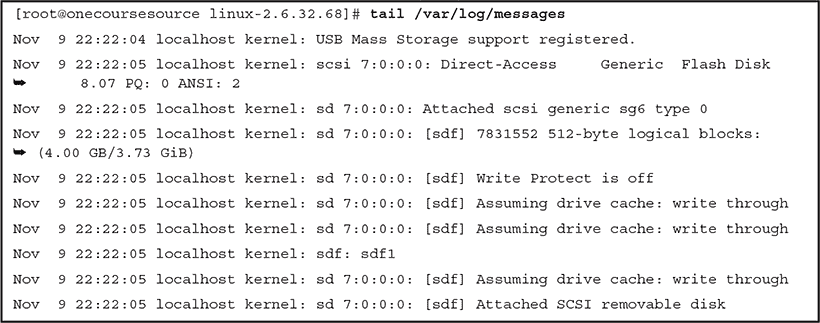 [root@onecoursesource linux-2.6.32.68]# tail /var/log/messages
Nov  9 22:22:04 localhost kernel: USB Mass Storage support registered.
Nov  9 22:22:05 localhost kernel: scsi 7:0:0:0: Direct-Access     Generic  Flash Disk
➥      8.07 PQ: 0 ANSI: 2
Nov  9 22:22:05 localhost kernel: sd 7:0:0:0: Attached scsi generic sg6 type 0
Nov  9 22:22:05 localhost kernel: sd 7:0:0:0: [sdf] 7831552 512-byte logical blocks:
➥ (4.00 GB/3.73 GiB)
Nov  9 22:22:05 localhost kernel: sd 7:0:0:0: [sdf] Write Protect is off
Nov  9 22:22:05 localhost kernel: sd 7:0:0:0: [sdf] Assuming drive cache: write through
Nov  9 22:22:05 localhost kernel: sd 7:0:0:0: [sdf] Assuming drive cache: write through
Nov  9 22:22:05 localhost kernel: sdf: sdf1
Nov  9 22:22:05 localhost kernel: sd 7:0:0:0: [sdf] Assuming drive cache: write through
Nov  9 22:22:05 localhost kernel: sd 7:0:0:0: [sdf] Attached SCSI removable disk